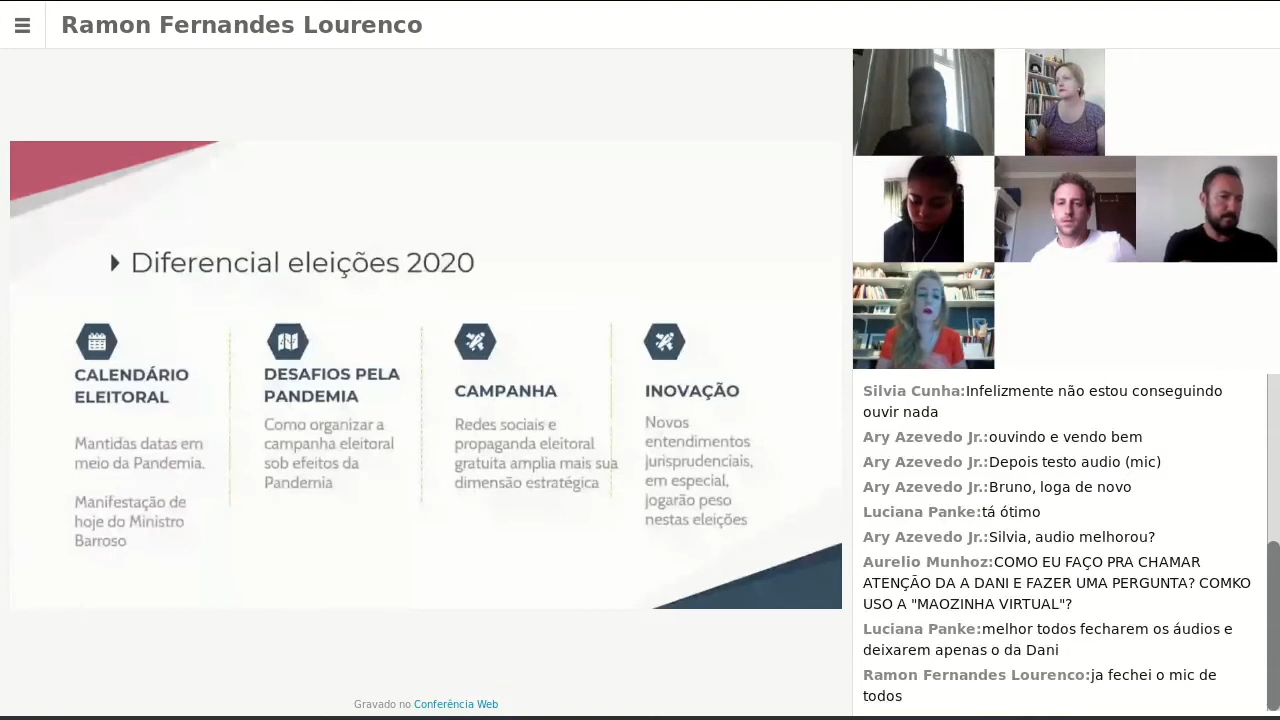 Ramon Fernandes Lourenco
Diferencial eleições 2020
CALENDÁRIO
ELEITORAL
Mantidas datas em
meio da Pandemia.
Manifestação de
hoje do Ministro
Barroso
DESAFIOS PELA
PANDEMIA
Como organizar a
campanha eleitoral
sob efeitos da
Pandemia
CAMPANHA
Redes sociais e
propaganda eleitoral
gratuita amplia mais sua
dimensão estratégica
INOVAÇÃO
Novos
entendimentos
jurisprudenciais,
em especial,
jogarão peso
nestas eleições
Gravado no Conferência Web
Silvia Cunha:Infelizmente não estou conseguindo
ouvir nada
Ary Azevedo Jr.:ouvindo e vendo bem
Ary Azevedo Jr.:Depois testo audio (mic)
Ary Azevedo Jr.:Bruno, loga de novo
Luciana Panke:tá ótimo
Ary Azevedo Jr.:Silvia, audio melhorou?
Aurelio Munhoz:COMO EU FAÇO PRA CHAMAR
ATENÇÃO DA A DANI E FAZER UMA PERGUNTA? COMKO
USO A "MAOZINHA VIRTUAL"?
Luciana Panke:melhor todos fecharem os áudios e
deixarem apenas o da Dani
Ramon Fernandes Lourenco:ja fechei o mic de
todos